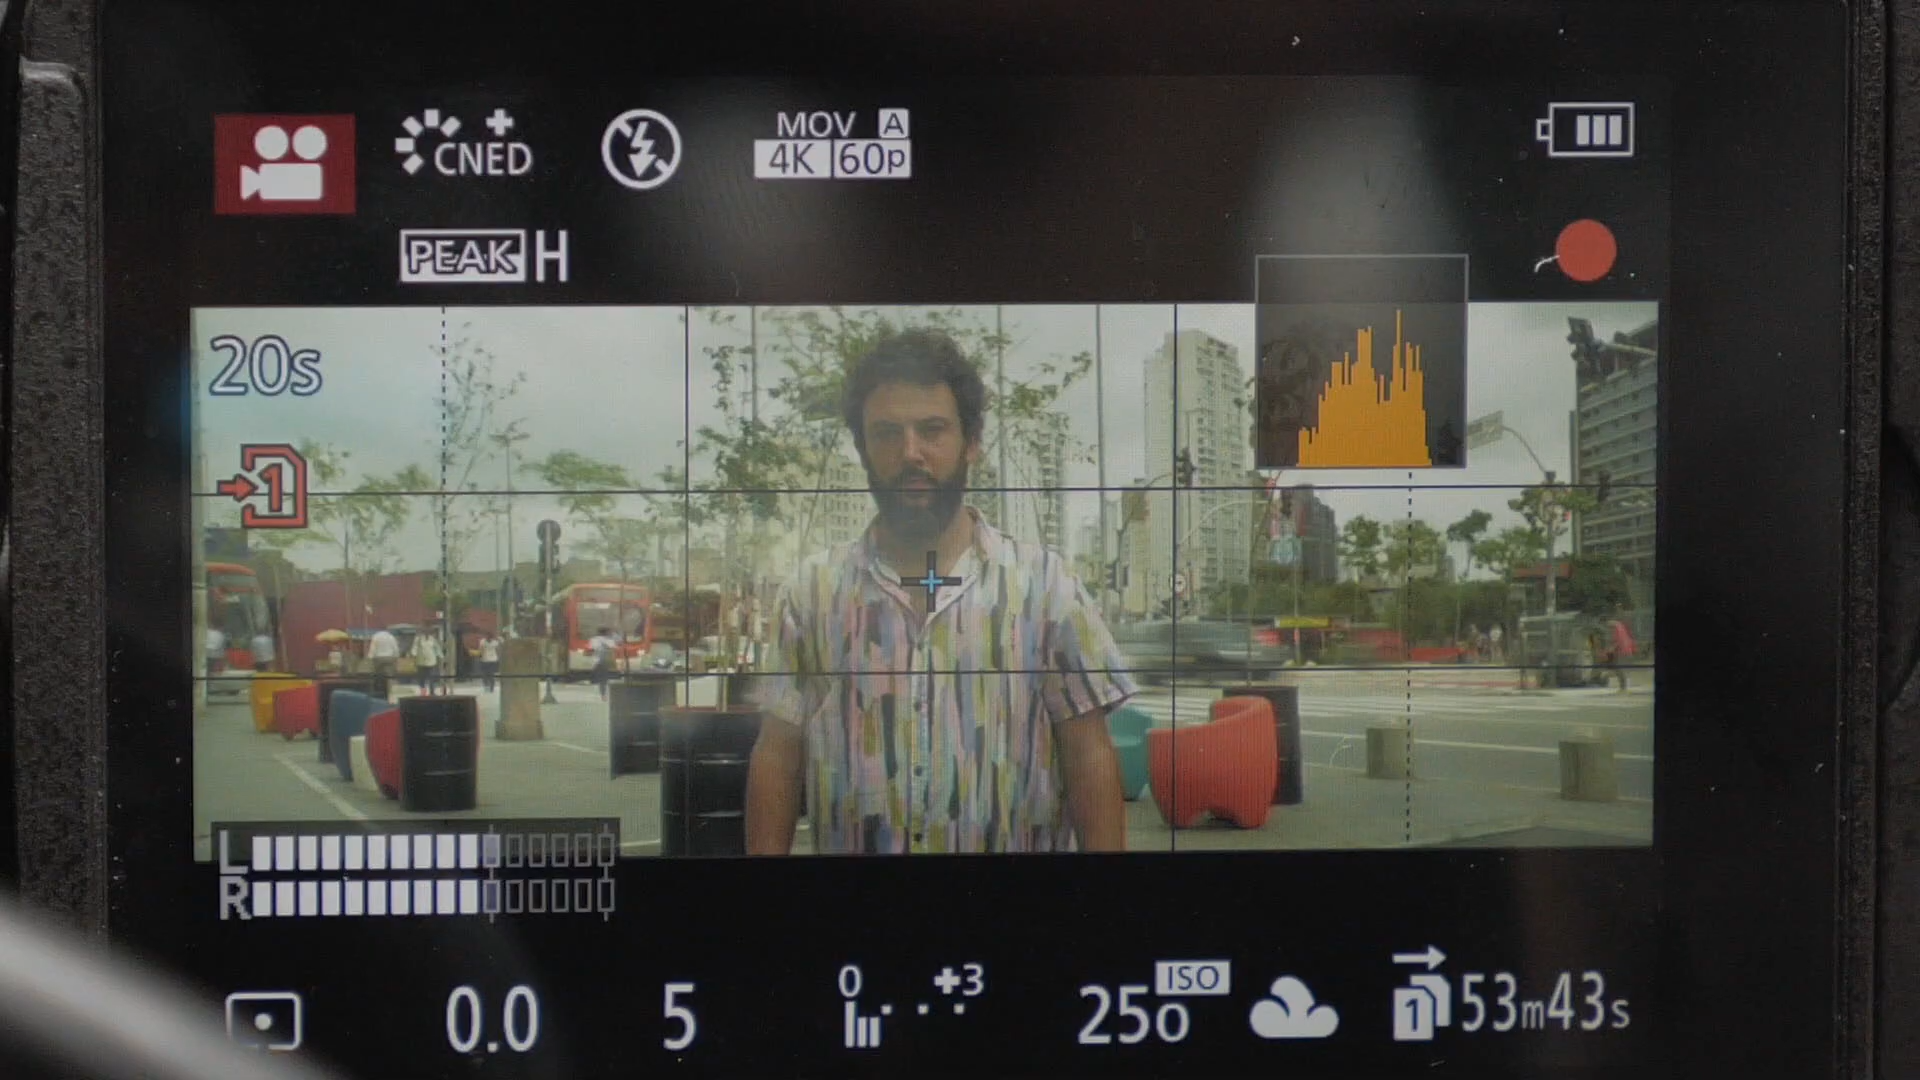 CNED
MOV A
4K 60p
PEAK H
20s
1
L
R
0.0
5
0 +3
250 ISO
1 53m43s